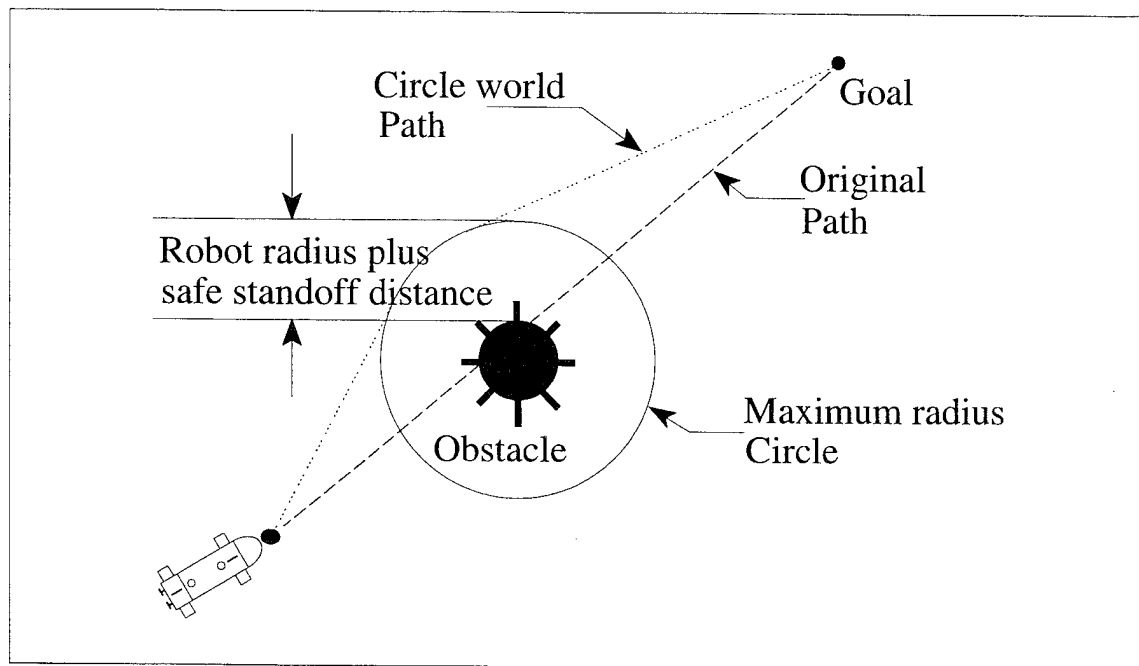 Circle world
Path
Goal
Original
Path
Robot radius plus
safe standoff distance
Maximum radius
Circle
Obstacle